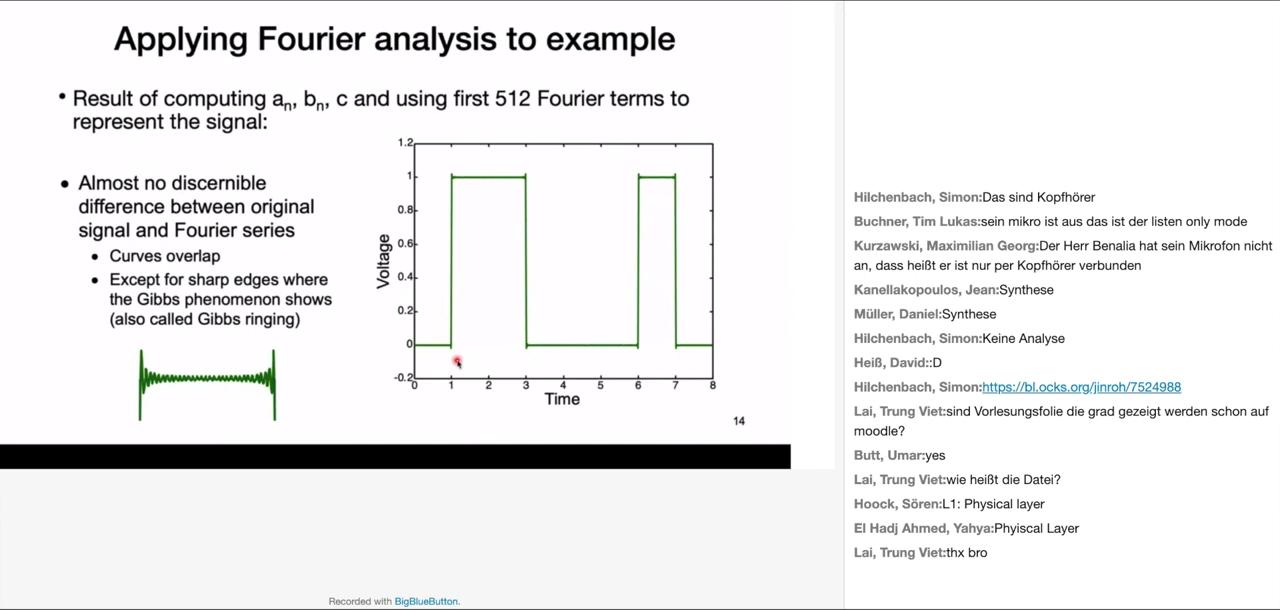 Applying Fourier analysis to example
• Result of computing an, bn, c and using first 512 Fourier terms to
represent the signal:
• Almost no discernible
difference between original
signal and Fourier series
• Curves overlap
• Except for sharp edges where
the Gibbs phenomenon shows
(also called Gibbs ringing)
1.2
1
0.8
0.6
0.4
0.2
0
-0.2
Voltage
0 1 2 3 4 5 6 7 8
Time
14
Recorded with BigBlueButton.
Hilchenbach, Simon:Das sind Kopfhörer
Buchner, Tim Lukas:sein mikro ist aus das ist der listen only mode
Kurzawski, Maximilian Georg:Der Herr Benalia hat sein Mikrofon nicht
an, dass heißt er ist nur per Kopfhörer verbunden
Kanellakopoulos, Jean:Synthese
Müller, Daniel:Synthese
Hilchenbach, Simon:Keine Analyse
Heiß, David::D
Hilchenbach, Simon:https://bl.ocks.org/jinroh/7524988
Lai, Trung Viet:sind Vorlesungsfolie die grad gezeigt werden schon auf
moodle?
Butt, Umar:yes
Lai, Trung Viet:wie heißt die Datei?
Hoock, Sören:L1: Physical layer
El Hadj Ahmed, Yahya:Phyiscal Layer
Lai, Trung Viet:thx bro